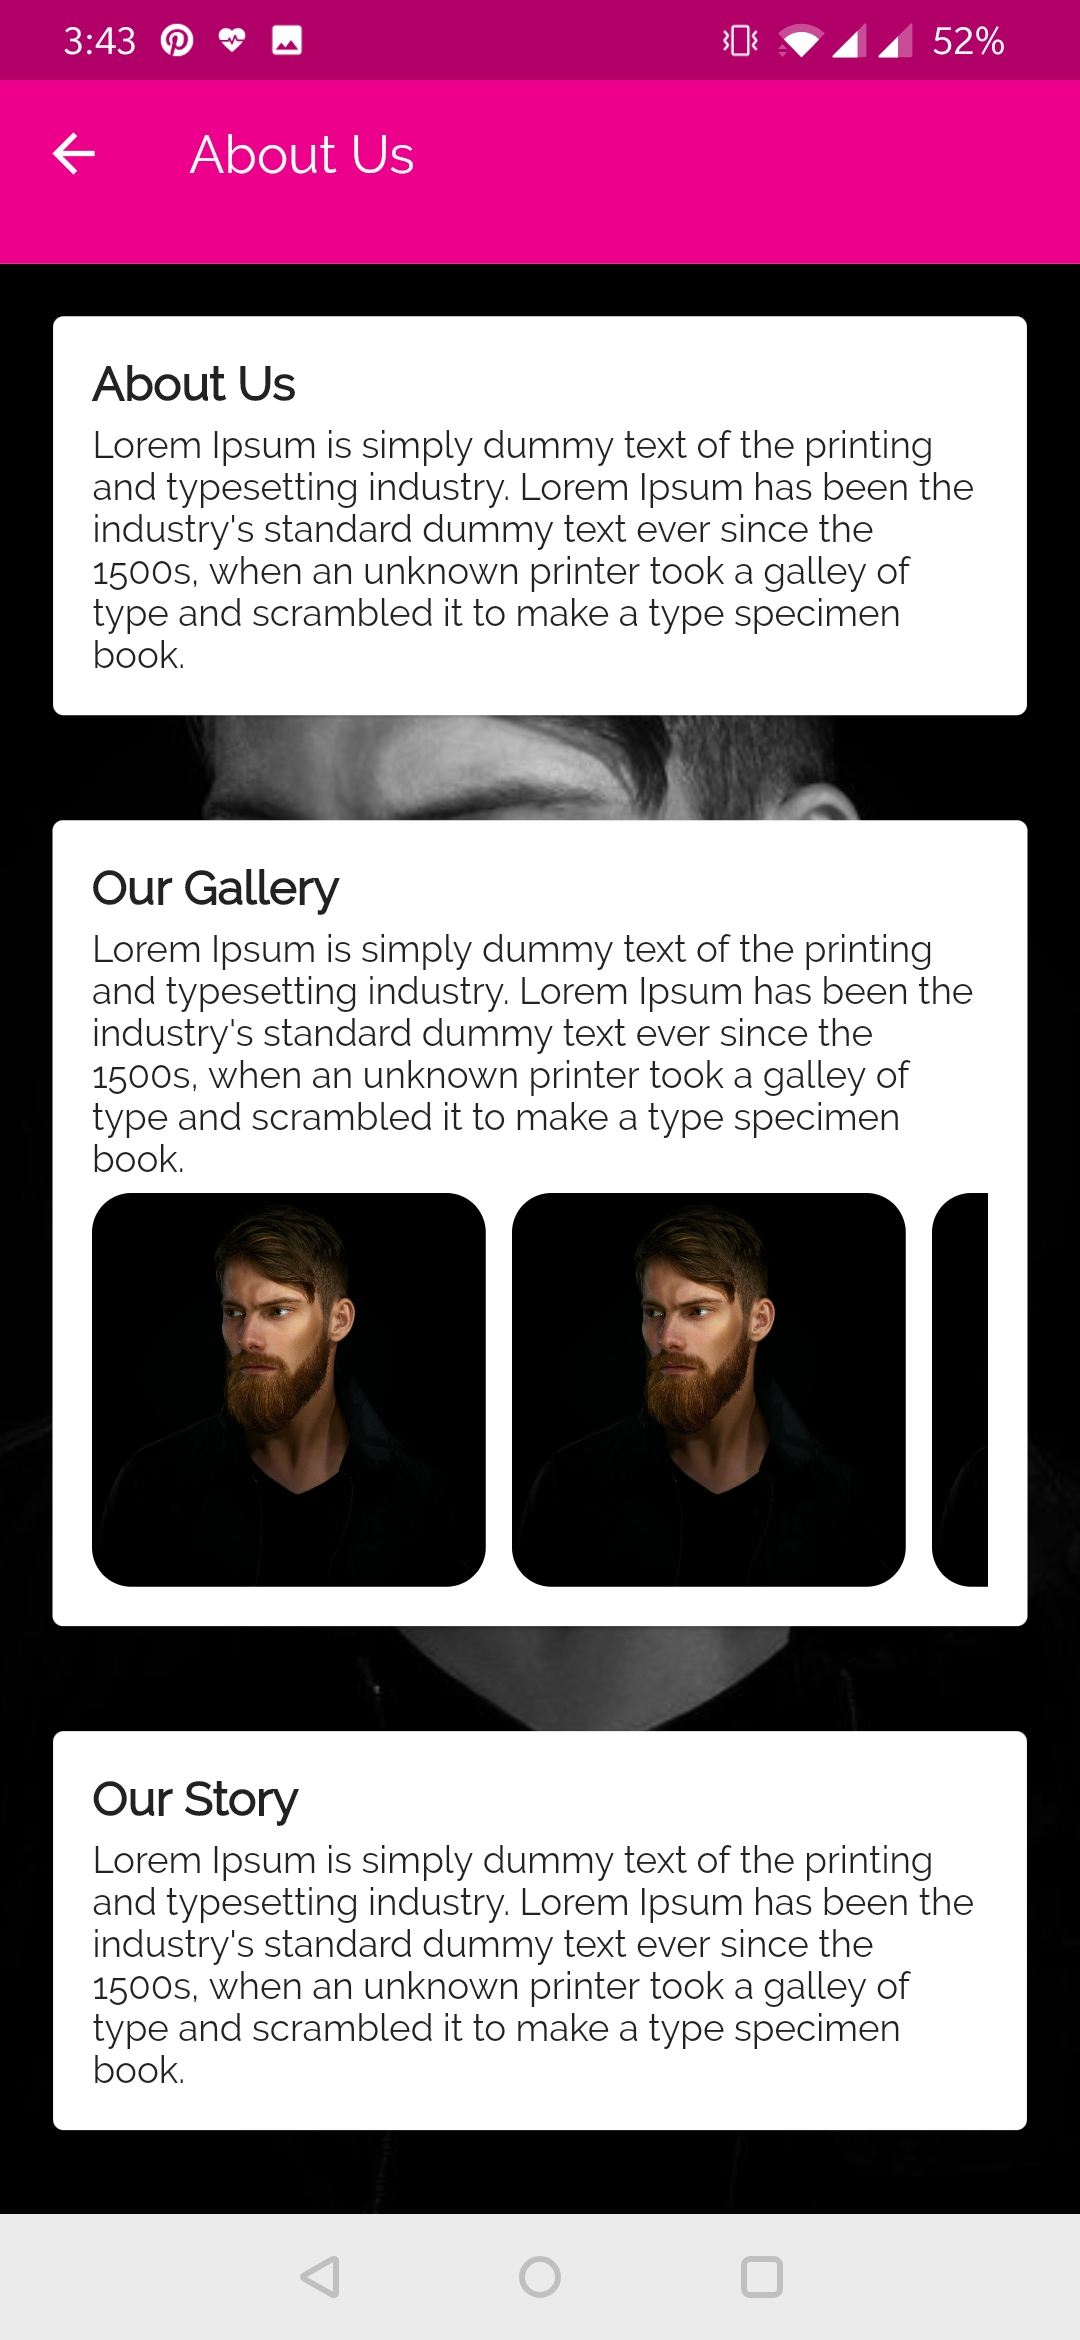 3:43
52%
About Us
About Us
Lorem Ipsum is simply dummy text of the printing
and typesetting industry. Lorem Ipsum has been the
industry's standard dummy text ever since the
1500s, when an unknown printer took a galley of
type and scrambled it to make a type specimen
book.
Our Gallery
Lorem Ipsum is simply dummy text of the printing
and typesetting industry. Lorem Ipsum has been the
industry's standard dummy text ever since the
1500s, when an unknown printer took a galley of
type and scrambled it to make a type specimen
book.
Our Story
Lorem Ipsum is simply dummy text of the printing
and typesetting industry. Lorem Ipsum has been the
industry's standard dummy text ever since the
1500s, when an unknown printer took a galley of
type and scrambled it to make a type specimen
book.